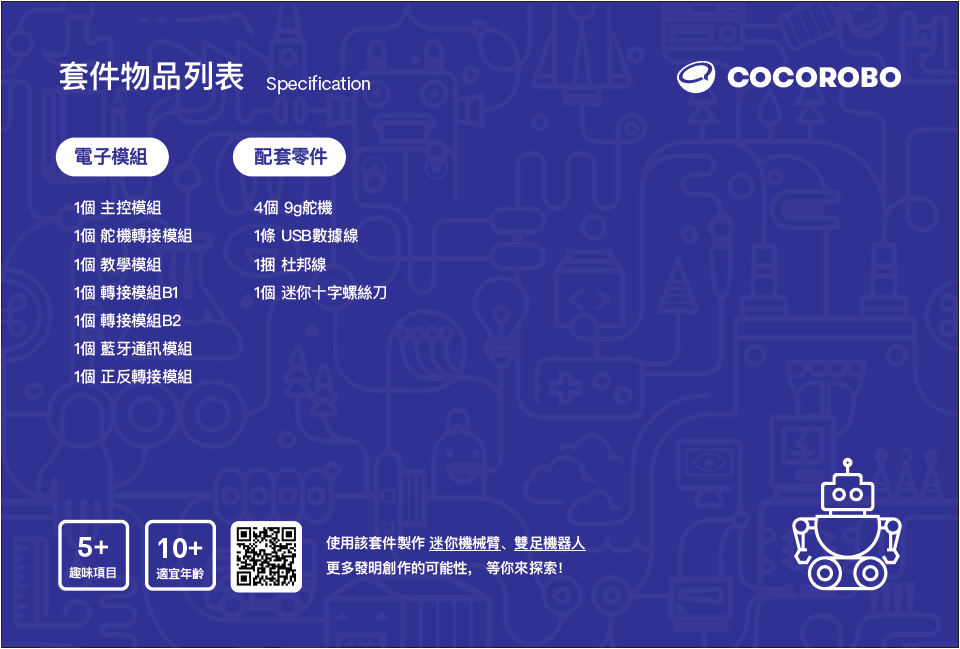 套件物品列表 Specification
COCOROBO
電子模組
1個 主控模組
1個 舵機轉接模組
1個 教學模組
1個 轉接模組B1
1個 轉接模組B2
1個 藍牙通訊模組
1個 正反轉接模組
配套零件
4個 9g舵機
1條 USB數據線
1捆 杜邦線
1個 迷你十字螺絲刀
5+
趣味項目
10+
適宜年齡
使用該套件製作 迷你機械臂、雙足機器人
更多發明創作的可能性, 等你來探索!